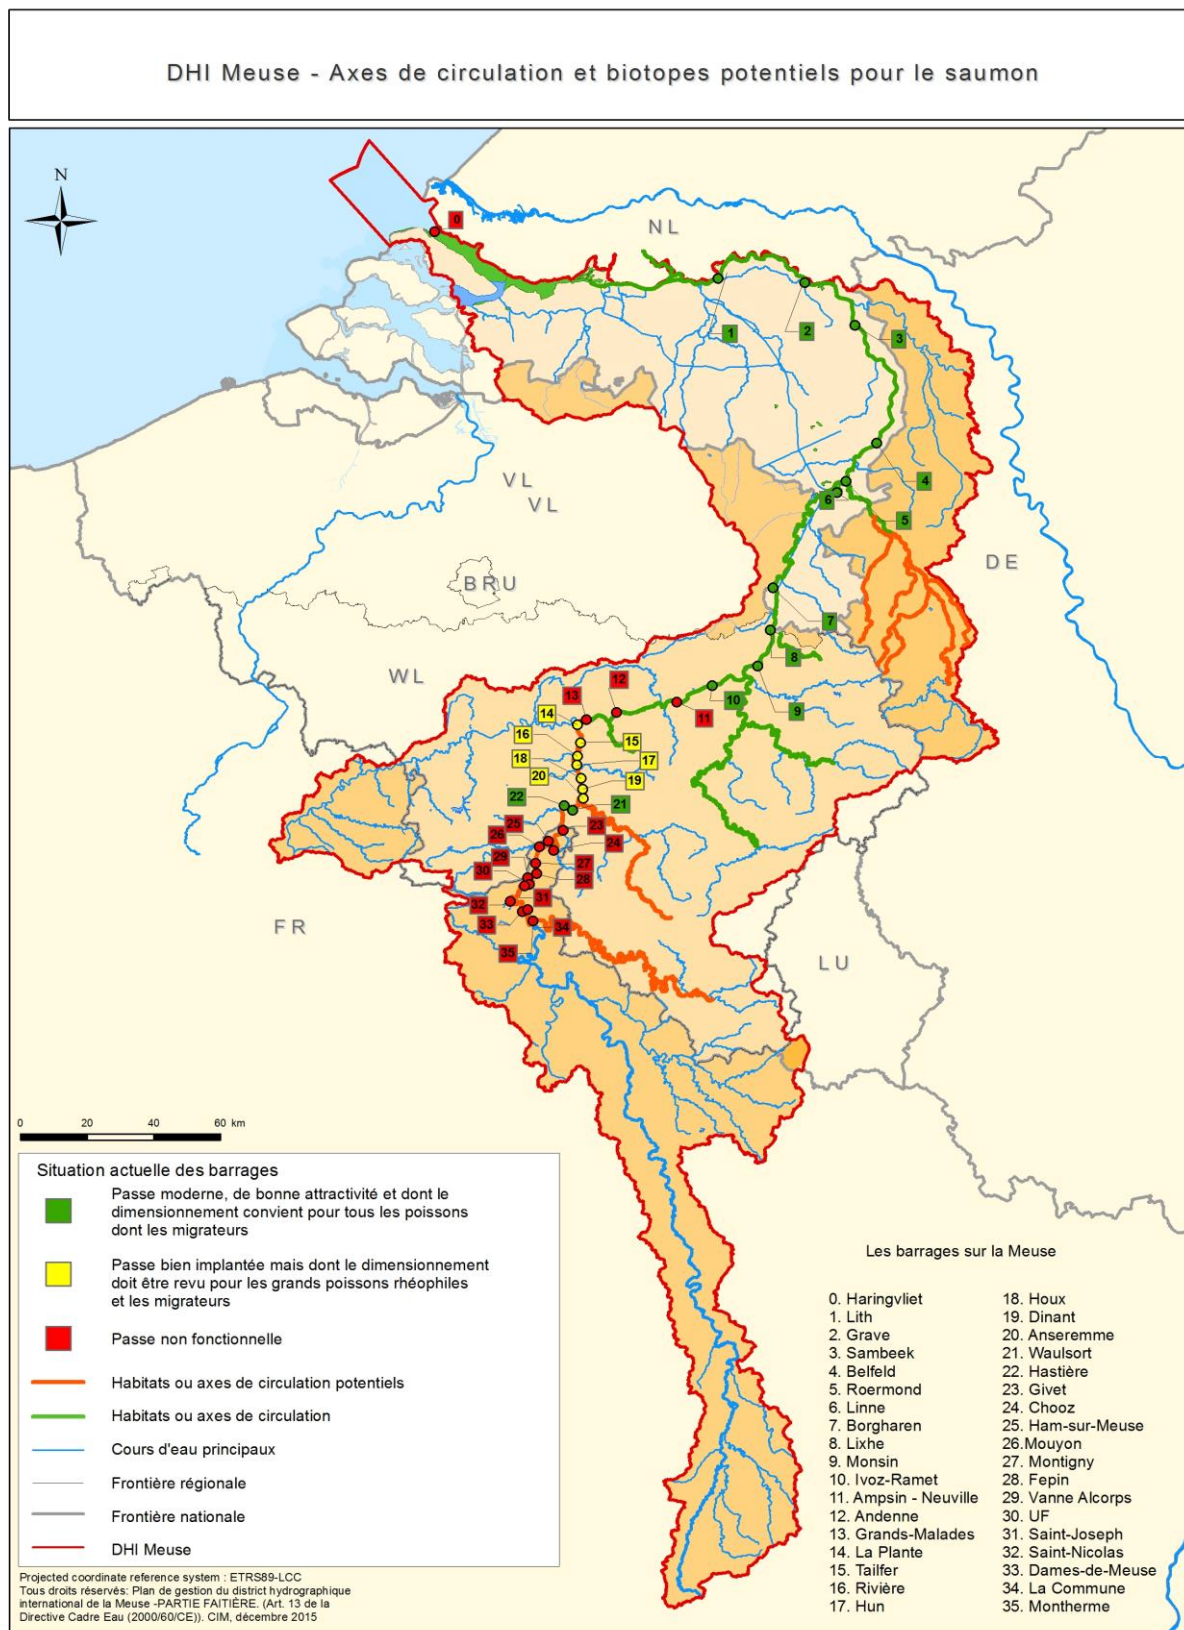 DHI Meuse - Axes de circulation et biotopes potentiels pour le saumon
N
0
NL
1
2
3
4
5
6
VL
VL
DE
BRU
7
8
WL
9
10
11
12
13
14
15
16
17
18
19
20
21
22
23
24
25
26
27
28
29
30
31
32
33
34
35
FR
LU
0 20 40 60 km
Situation actuelle des barrages
Passe moderne, de bonne attractivité et dont le
dimensionnement convient pour tous les poissons
dont les migrateurs
Passe bien implantée mais dont le dimensionnement
doit être revu pour les grands poissons rhéophiles
et les migrateurs
Passe non fonctionnelle
Habitats ou axes de circulation potentiels
Habitats ou axes de circulation
Cours d'eau principaux
Frontière régionale
Frontière nationale
DHI Meuse
Projected coordinate reference system : ETRS89-LCC
Tous droits réservés: Plan de gestion du district hydrographique
international de la Meuse -PARTIE FAITIÈRE. (Art. 13 de la
Directive Cadre Eau (2000/60/CE)). CIM, décembre 2015
Les barrages sur la Meuse
0. Haringvliet
1. Lith
2. Grave
3. Sambeek
4. Belfeld
5. Roermond
6. Linne
7. Borgharen
8. Lixhe
9. Monsin
10. Ivoz-Ramet
11. Ampsin - Neuville
12. Andenne
13. Grands-Malades
14. La Plante
15. Tailfer
16. Rivière
17. Hun
18. Houx
19. Dinant
20. Anseremme
21. Waulsort
22. Hastière
23. Givet
24. Chooz
25. Ham-sur-Meuse
26.Mouyon
27. Montigny
28. Fepin
29. Vanne Alcorps
30. UF
31. Saint-Joseph
32. Saint-Nicolas
33. Dames-de-Meuse
34. La Commune
35. Montherme